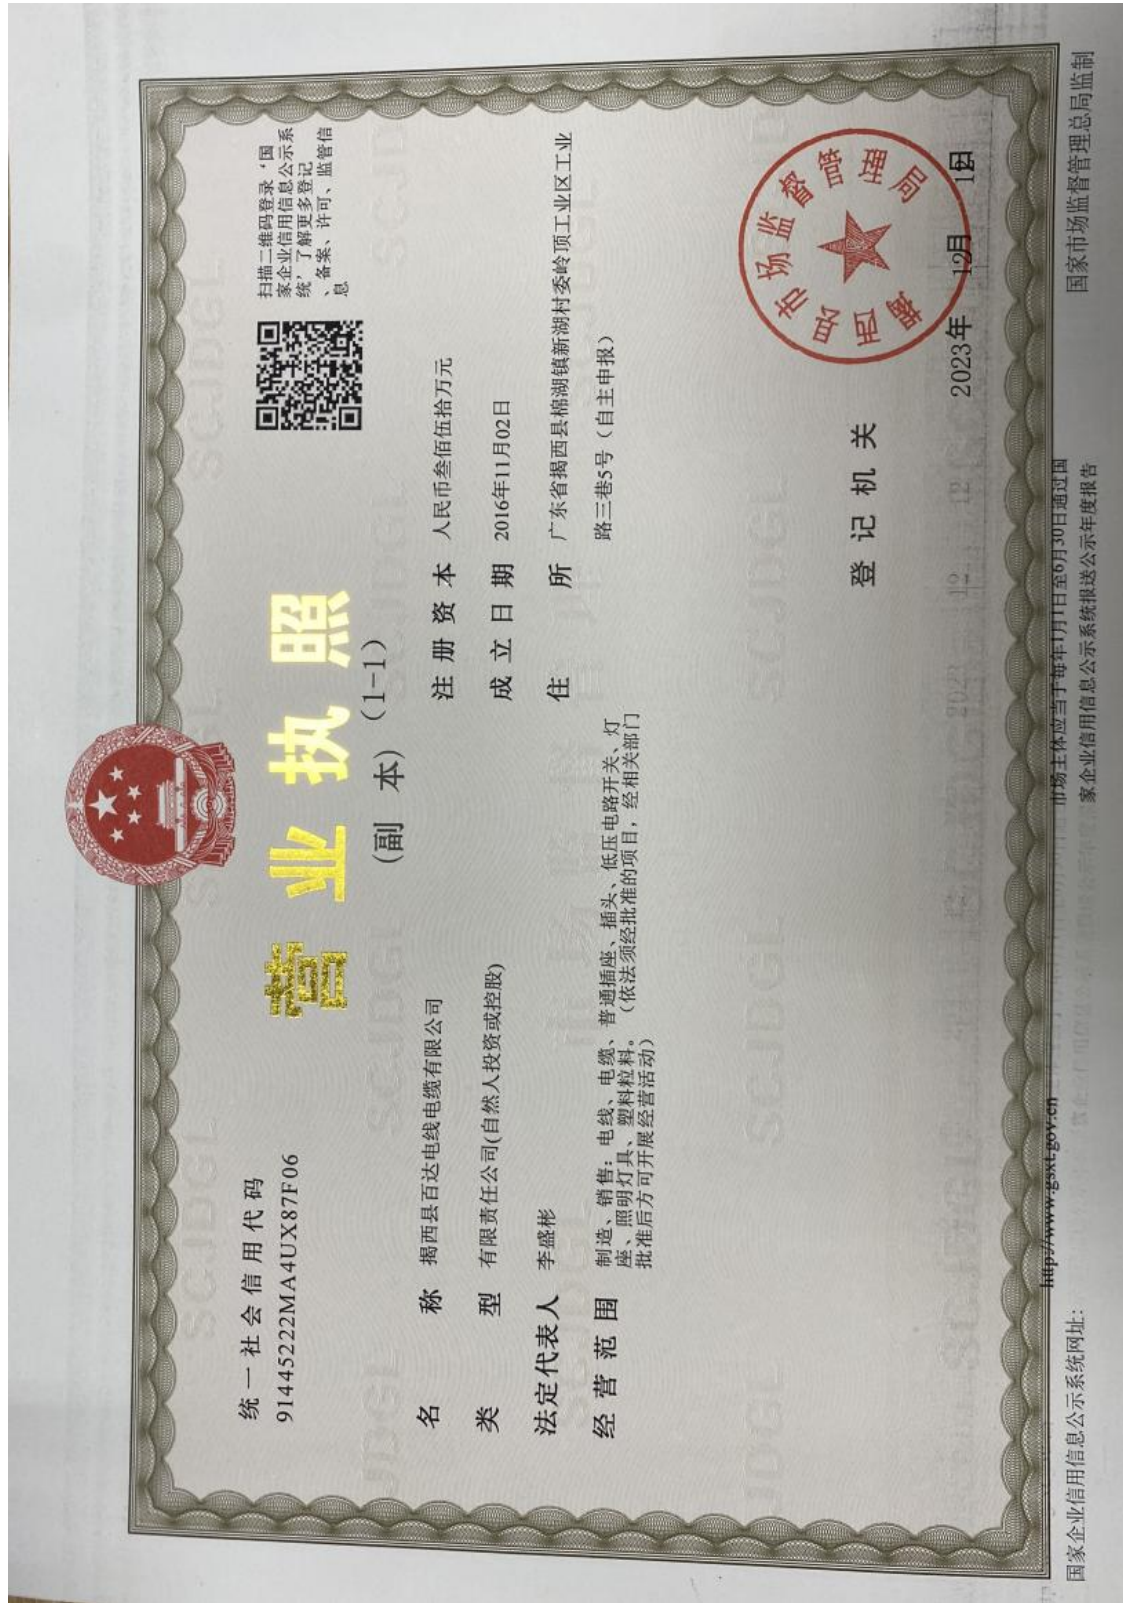 统一社会信用代码
91445222MA4UX87F06
营业执照
(副 本)(1-1)
扫描二维码登录‘国
家企业信用信息公示系
统’了解更多登记
、备案、许可、监管信
息
名 称 揭西县百达电线电缆有限公司
类 型 有限责任公司(自然人投资或控股)
法定代表人 李盛彬
经营范围 制造、销售：电线、电缆、普通插座、插头、低压电路开关、灯
座、照明灯具、塑料粒料。（依法须经批准的项目，经相关部门
批准后方可开展经营活动）
注册资本 人民币叁佰伍拾万元
成立日期 2016年11月02日
住 所 广东省揭西县棉湖镇新湖村委岭顶工业区工业
路三巷5号（自主申报）
登记机关
揭西县市场监督管理局
2023年 12月 日
国家企业信用信息公示系统网址：
http://www.gsxt.gov.cn
市场主体应当于每年1月1日至6月30日通过国
家企业信用信息公示系统报送公示年度报告
国家市场监督管理总局监制